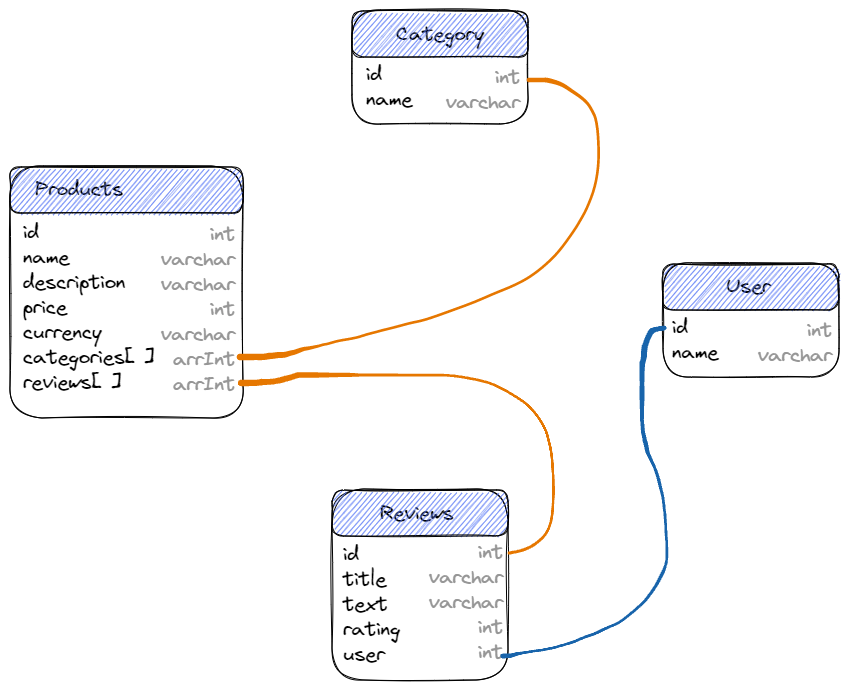 Category
id int
name varchar
Products
id int
name varchar
description varchar
price int
currency varchar
categories[ ] arrInt
reviews[ ] arrInt
User
id int
name varchar
Reviews
id int
title varchar
text varchar
rating int
user int